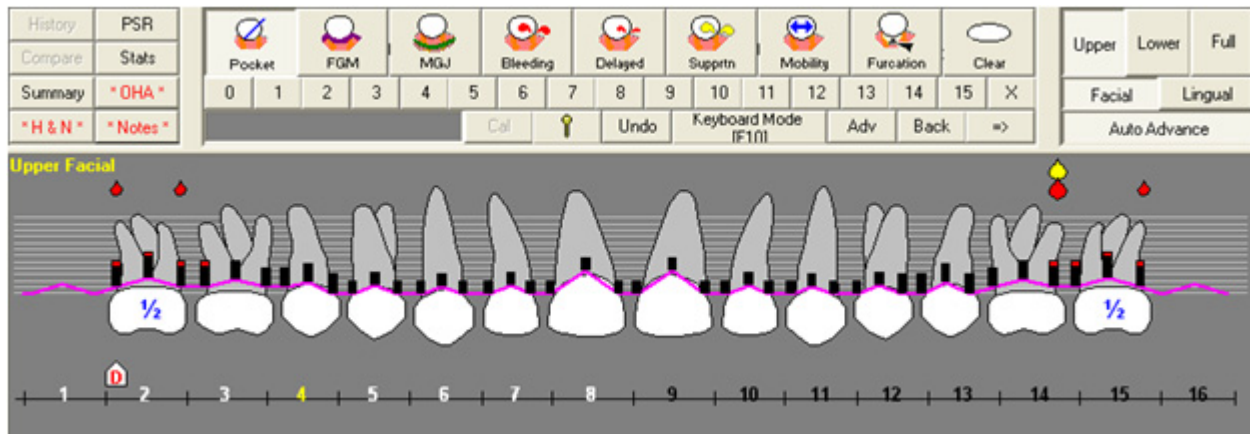 History PSR
Compare Stats
Summary * OHA *
* H & N * * Notes *
Pocket FGM MGJ Bleeding Delayed Supprtn Mobility Furcation Clear
0 1 2 3 4 5 6 7 8 9 10 11 12 13 14 15 X
Cal Undo Keyboard Mode [F10] Adv Back =>
Upper Lower Full
Facial Lingual
Auto Advance
Upper Facial
½ ½
D
1 2 3 4 5 6 7 8 9 10 11 12 13 14 15 16